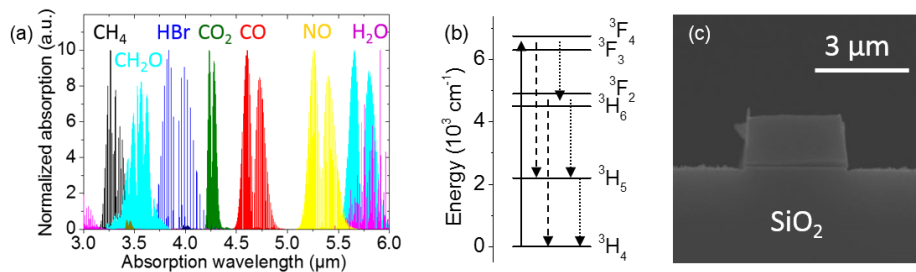 (a)
CH4 HBr CO2 CO NO H2O
CH2O
Normalized absorption (a.u.)
10
8
6
4
2
0
3.0 3.5 4.0 4.5 5.0 5.5 6.0
Absorption wavelength (μm)
(b)
Energy (10³ cm⁻¹)
6
4
2
0
³F₄
³F₃
³F₂
³H₆
³H₅
³H₄
(c)
3 μm
SiO₂